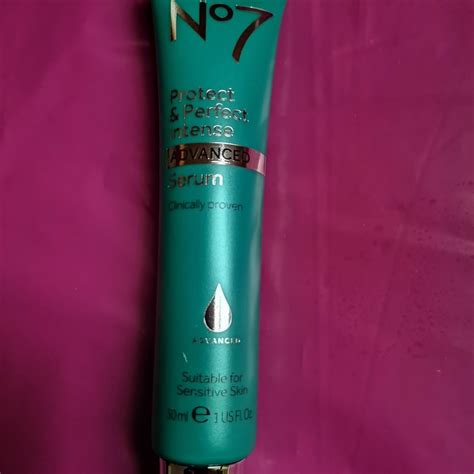 No7
Protect
& Perfect
Intense
ADVANCED
Serum
Clinically proven
ADVANCED
Suitable for
Sensitive Skin
30ml ℮ 1 US Fl Oz